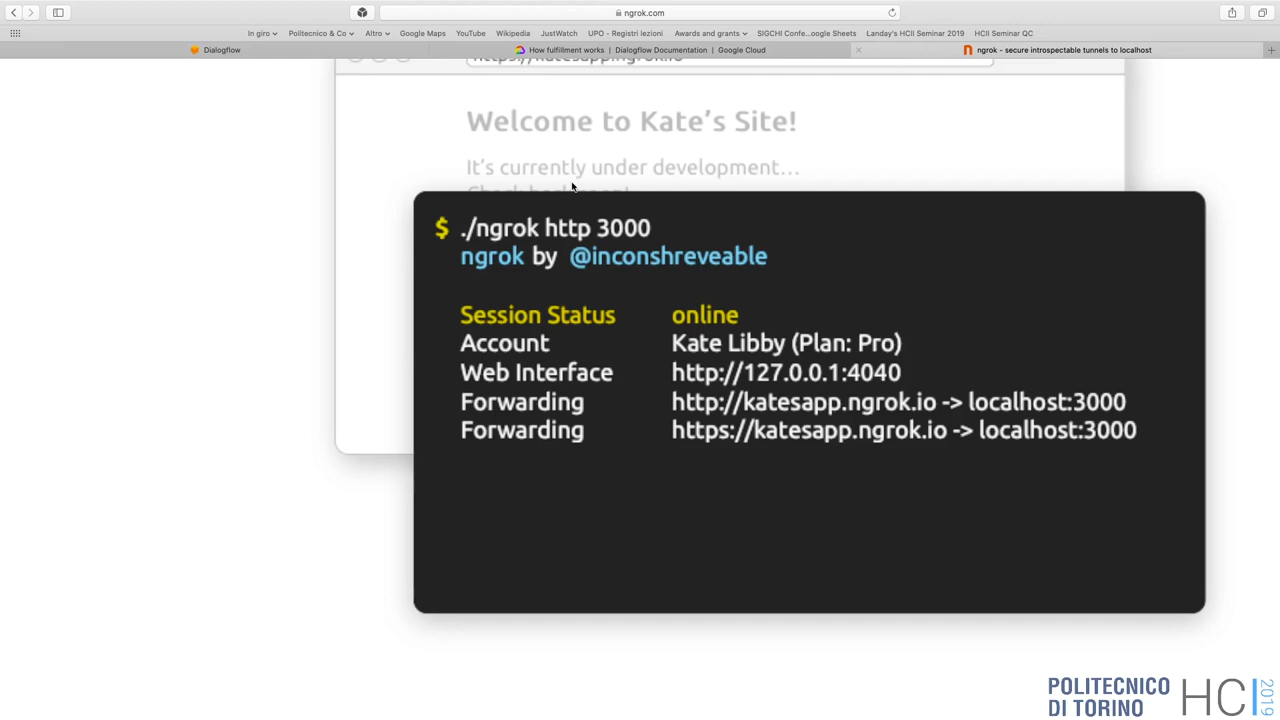 ngrok.com
In giro Politecnico & Co Altro Google Maps YouTube Wikipedia JustWatch UPO - Registri lezioni Awards and grants SIGCHI Confe...oogle Sheets Landay's HCII Seminar 2019 HCII Seminar QC
Dialogflow How fulfillment works | Dialogflow Documentation | Google Cloud ngrok - secure introspectable tunnels to localhost
https://katesapp.ngrok.io
Welcome to Kate's Site!
It's currently under development...
$ ./ngrok http 3000
ngrok by @inconshreveable
Session Status online
Account Kate Libby (Plan: Pro)
Web Interface http://127.0.0.1:4040
Forwarding http://katesapp.ngrok.io -> localhost:3000
Forwarding https://katesapp.ngrok.io -> localhost:3000
POLITECNICO
DI TORINO
HCI 2019